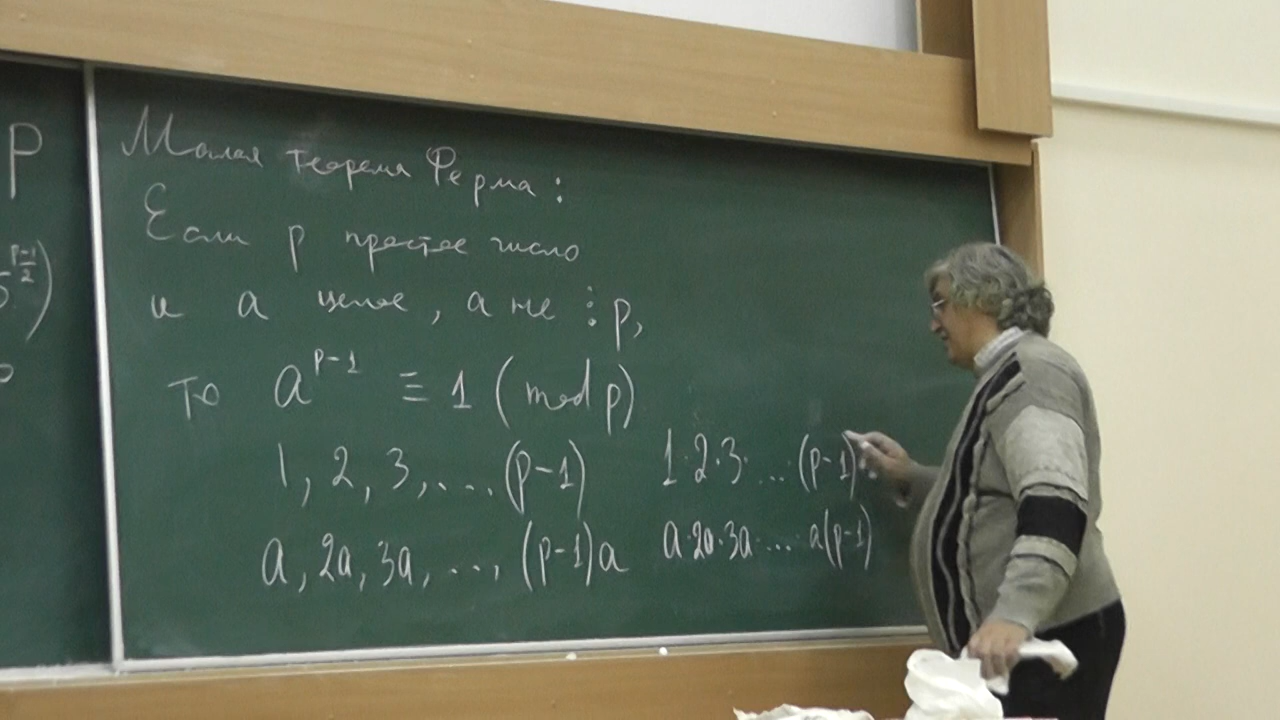 P
Малая теорема Ферма:
Если p простое число
и a целое, a не ⋮ p,
то a^{p-1} ≡ 1 (mod p)
1, 2, 3, ... (p-1)
1·2·3· ... (p-1)
a, 2a, 3a, ..., (p-1)a
a·2a·3a· ... a(p-1)